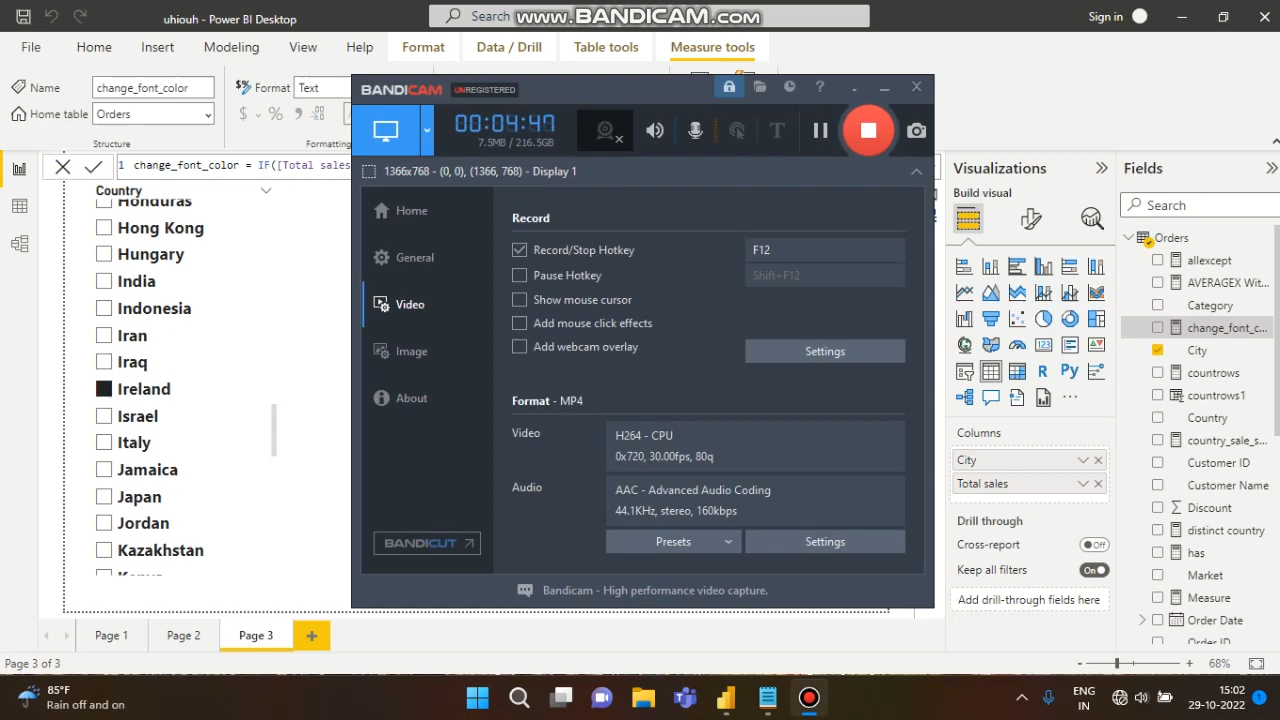 uhiouh - Power BI Desktop
Search
www.BANDICAM.com
Sign in
File
Home
Insert
Modeling
View
Help
Format
Data / Drill
Table tools
Measure tools
Name
change_font_color
Format
Text
Home table
Orders
$
%
Structure
Formatting
1 change_font_color = IF([Total sales
Country
Honduras
Hong Kong
Hungary
India
Indonesia
Iran
Iraq
Ireland
Israel
Italy
Jamaica
Japan
Jordan
Kazakhstan
BANDICAM
UNREGISTERED
00:04:40
7.5MB / 216.5GB
1366x768 - (0, 0), (1366, 768) - Display 1
Home
General
Video
Image
About
BANDICUT
Record
Record/Stop Hotkey
F12
Pause Hotkey
Shift+F12
Show mouse cursor
Add mouse click effects
Add webcam overlay
Settings
Format - MP4
Video
H264 - CPU
0x720, 30.00fps, 80q
Audio
AAC - Advanced Audio Coding
44.1KHz, stereo, 160kbps
Presets
Settings
Bandicam - High performance video capture.
Visualizations
Build visual
123
R
Py
Columns
City
Total sales
Drill through
Cross-report
Off
Keep all filters
On
Add drill-through fields here
Fields
Search
Orders
allexcept
AVERAGEX Wit...
Category
change_font_c...
City
countrows
countrows1
Country
country_sale_s...
Customer ID
Customer Name
Discount
distinct country
has
Market
Measure
Order Date
Order ID
Page 1
Page 2
Page 3
Page 3 of 3
68%
85°F
Rain off and on
ENG
IN
15:02
29-10-2022
1